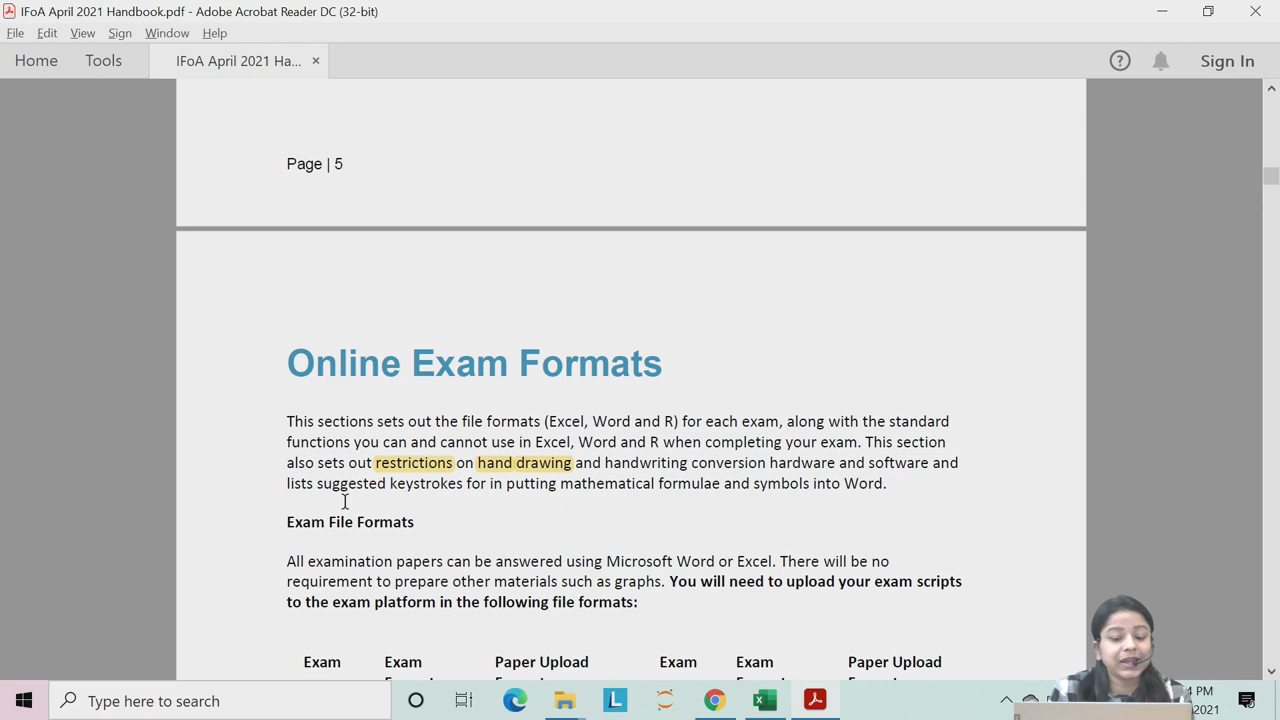 IFoA April 2021 Handbook.pdf - Adobe Acrobat Reader DC (32-bit)
File Edit View Sign Window Help
Home Tools IFoA April 2021 Ha... × Sign In
Page | 5
Online Exam Formats
This sections sets out the file formats (Excel, Word and R) for each exam, along with the standard
functions you can and cannot use in Excel, Word and R when completing your exam. This section
also sets out restrictions on hand drawing and handwriting conversion hardware and software and
lists suggested keystrokes for in putting mathematical formulae and symbols into Word.
Exam File Formats
All examination papers can be answered using Microsoft Word or Excel. There will be no
requirement to prepare other materials such as graphs. You will need to upload your exam scripts
to the exam platform in the following file formats:
Exam Exam Paper Upload Exam Exam Paper Upload
Type here to search
4 PM
2021